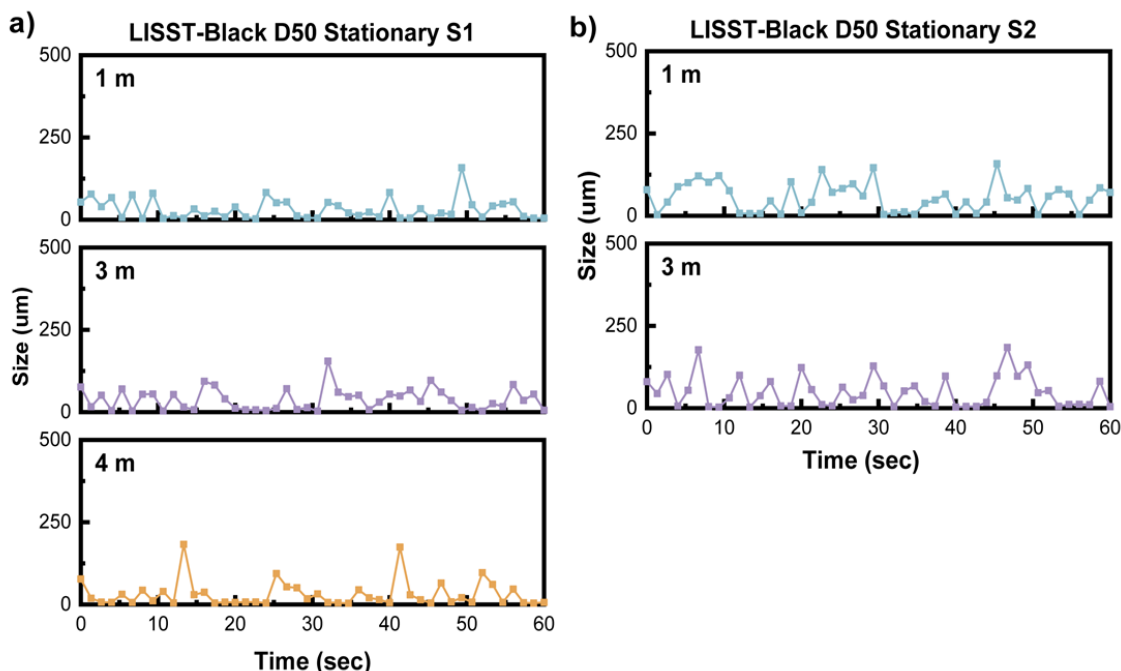 a)
LISST-Black D50 Stationary S1
500
1 m
250
0
500
3 m
250
0
500
4 m
250
0
0 10 20 30 40 50 60
Size (um)
Time (sec)
b)
LISST-Black D50 Stationary S2
500
1 m
250
0
500
3 m
250
0
0 10 20 30 40 50 60
Size (um)
Time (sec)